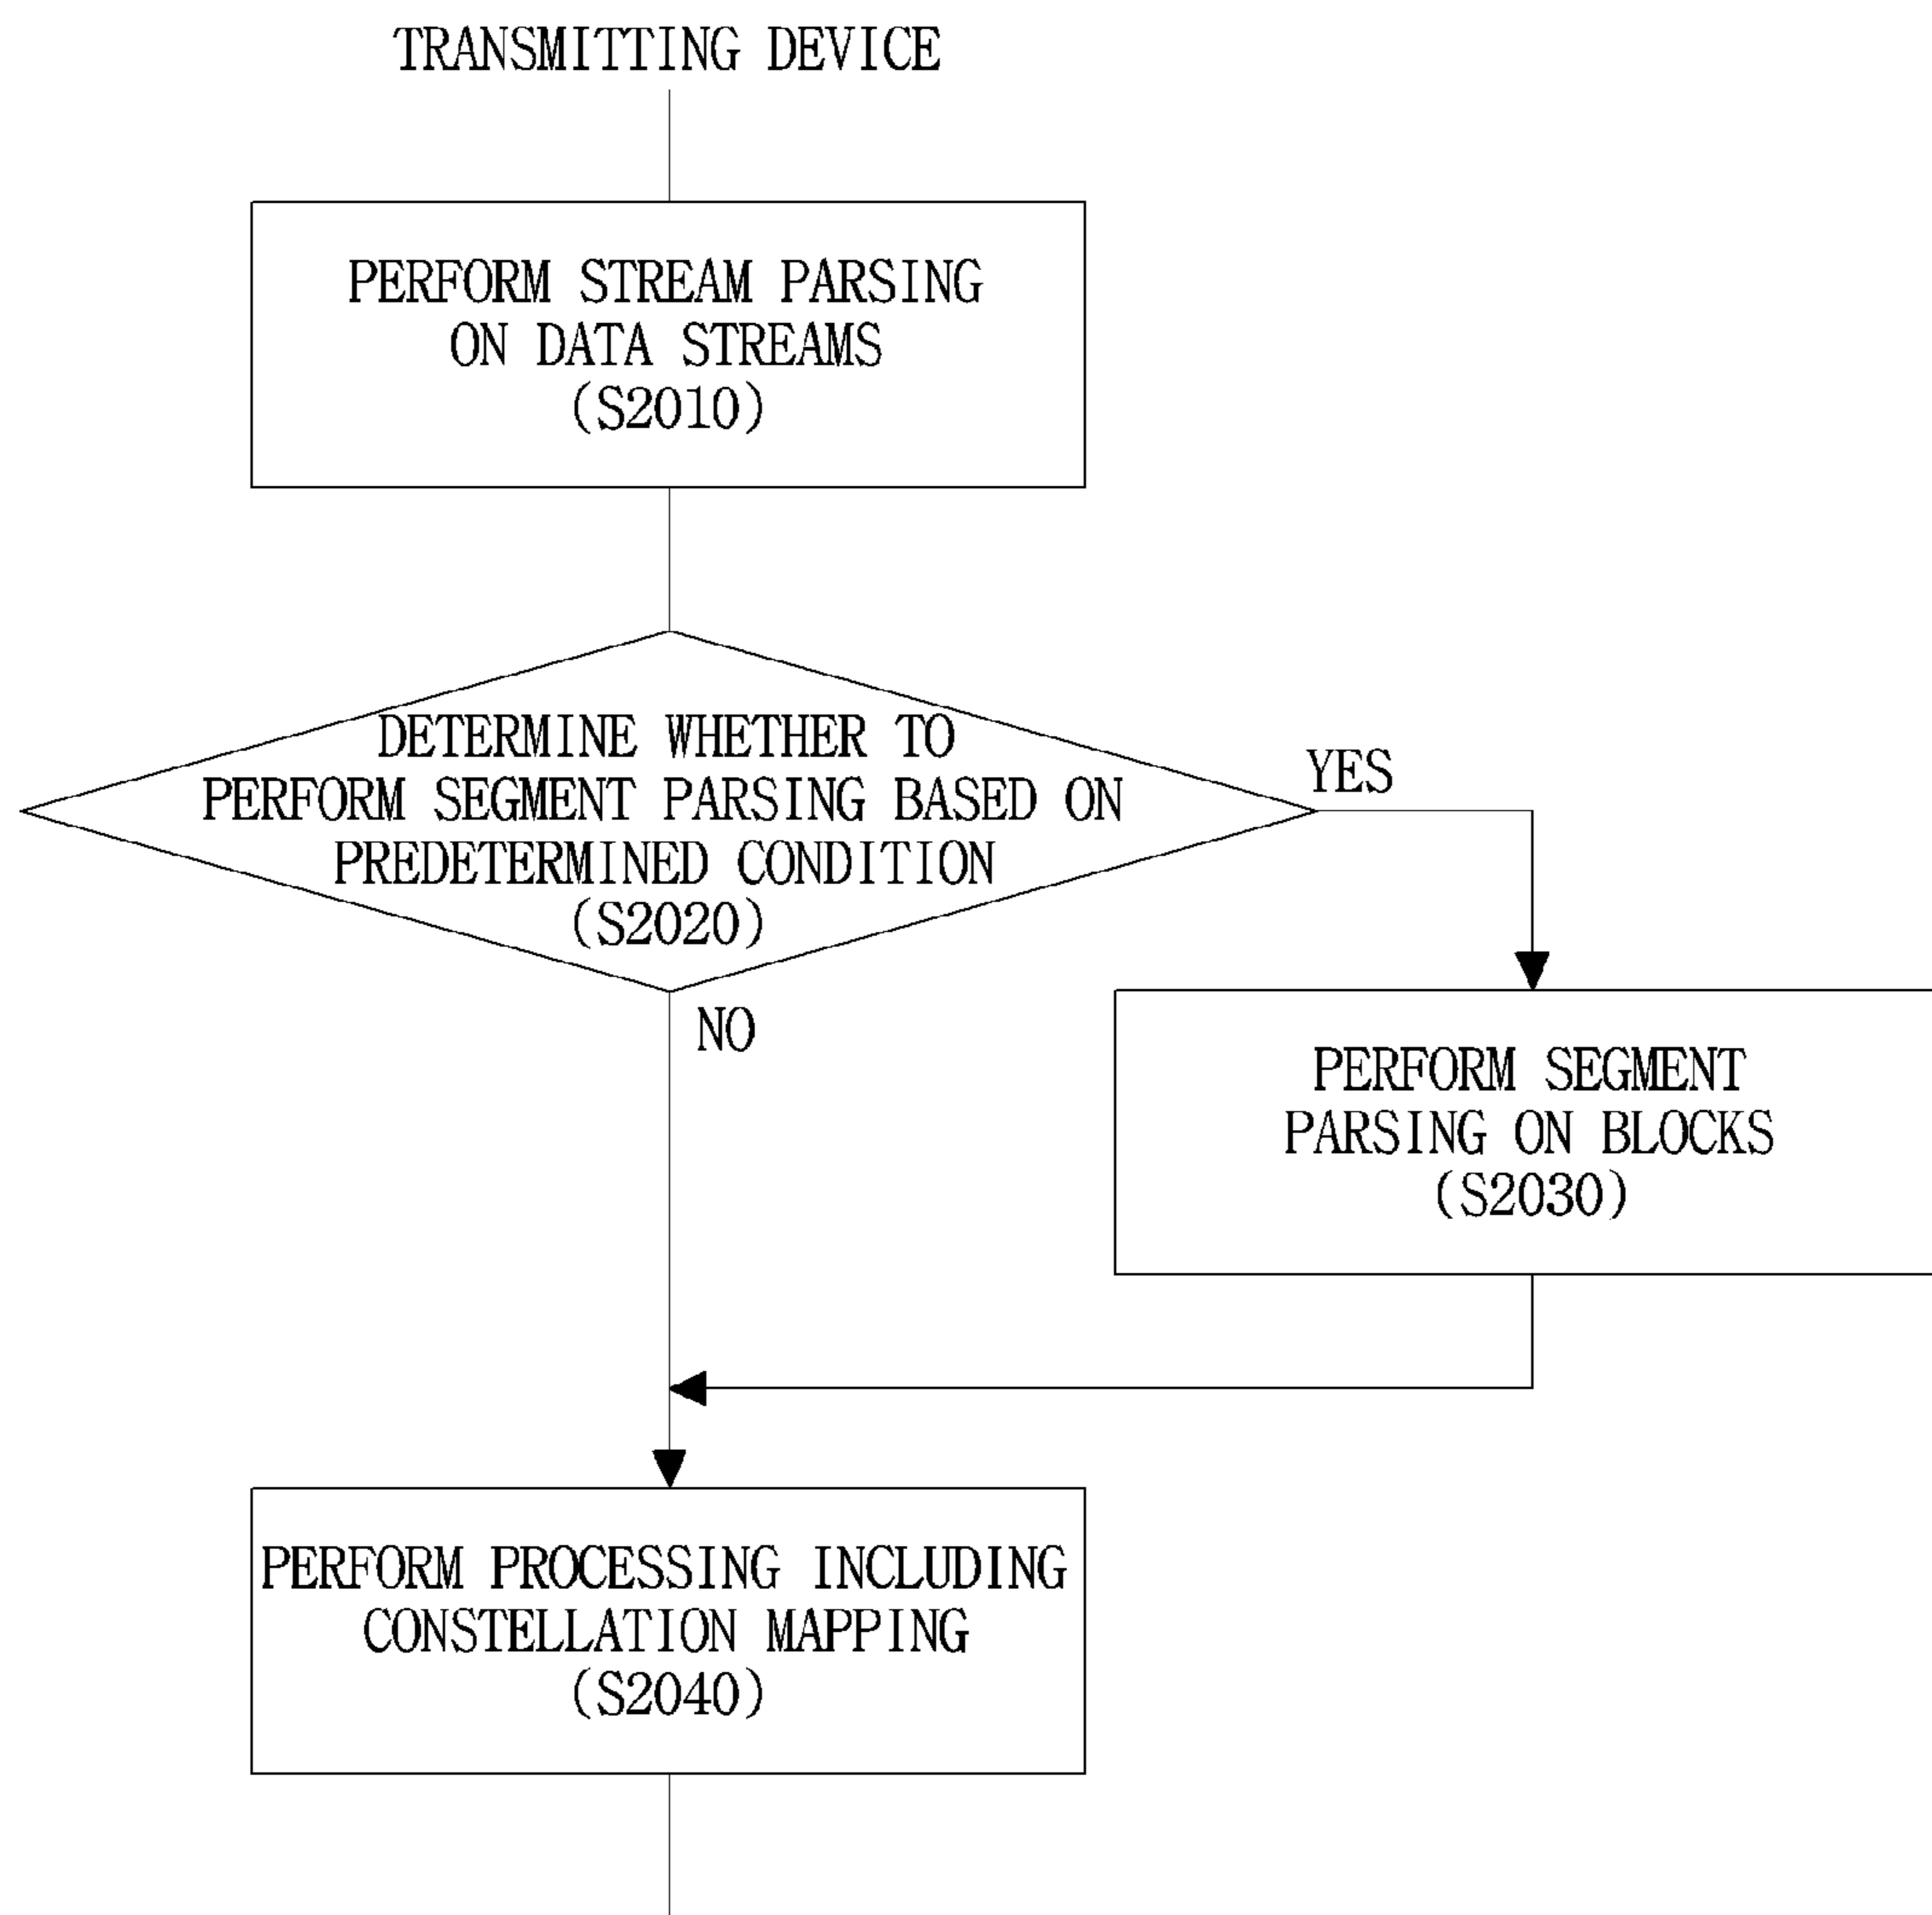 TRANSMITTING DEVICE
PERFORM STREAM PARSING
ON DATA STREAMS
(S2010)
DETERMINE WHETHER TO
PERFORM SEGMENT PARSING BASED ON
PREDETERMINED CONDITION
(S2020)
YES
NO
PERFORM SEGMENT
PARSING ON BLOCKS
(S2030)
PERFORM PROCESSING INCLUDING
CONSTELLATION MAPPING
(S2040)